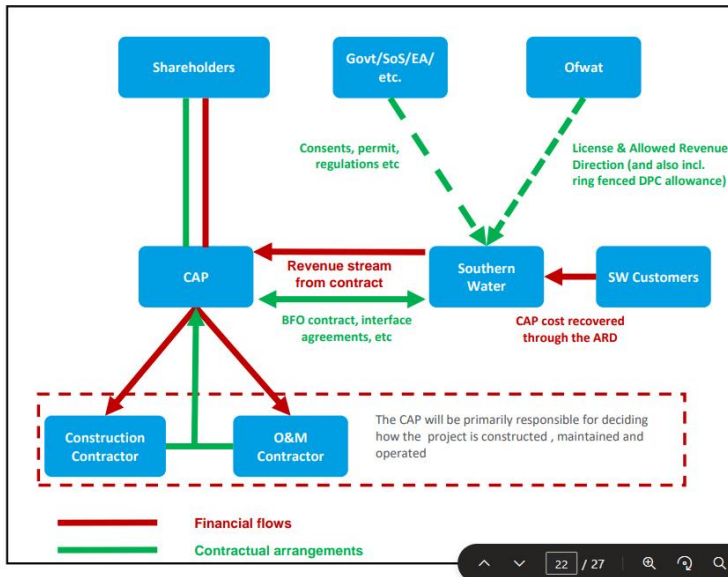 Shareholders
Govt/SoS/EA/
etc.
Ofwat
Consents, permit,
regulations etc
License & Allowed Revenue
Direction (and also incl.
ring fenced DPC allowance)
CAP
Revenue stream
from contract
Southern
Water
SW Customers
BFO contract, interface
agreements, etc
CAP cost recovered
through the ARD
Construction
Contractor
O&M
Contractor
The CAP will be primarily responsible for deciding
how the project is constructed , maintained and
operated
Financial flows
Contractual arrangements
22 / 27